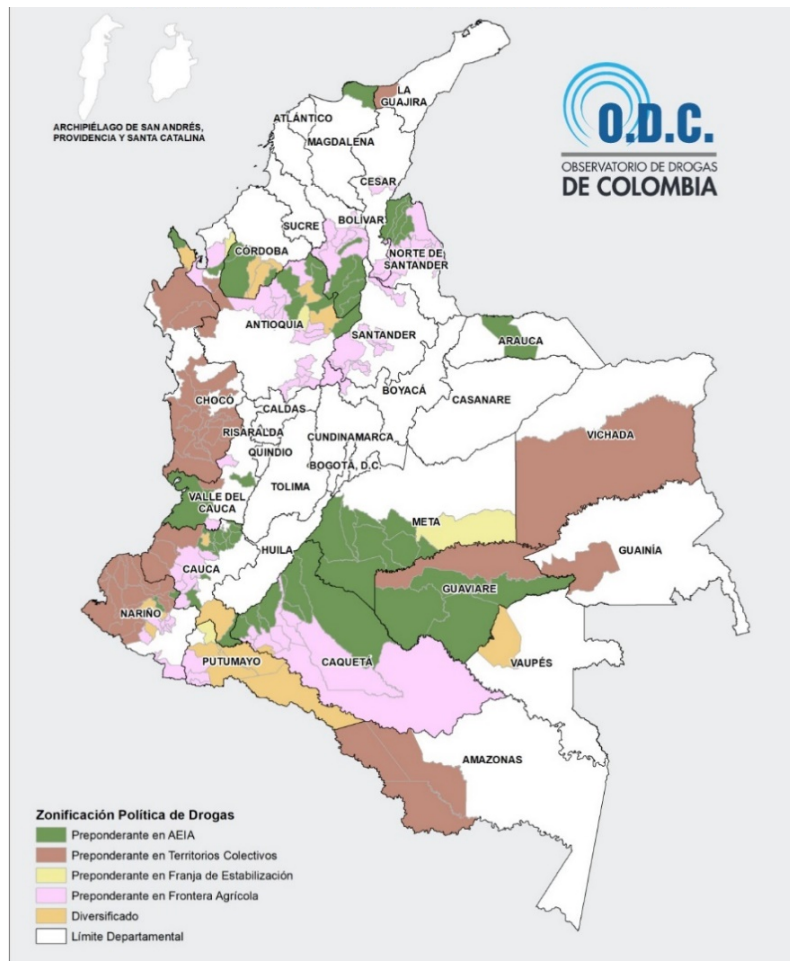 ARCHIPIÉLAGO DE SAN ANDRÉS,
PROVIDENCIA Y SANTA CATALINA
O.D.C.
OBSERVATORIO DE DROGAS
DE COLOMBIA
LA
GUAJIRA
ATLÁNTICO
MAGDALENA
CESAR
BOLÍVAR
SUCRE
CÓRDOBA
NORTE DE
SANTANDER
ANTIOQUIA
SANTANDER
ARAUCA
BOYACÁ
CASANARE
CHOCO
CALDAS
RISARALDA
CUNDINAMARCA
VICHADA
QUINDIO
BOGOTÁ, D.C.
TOLIMA
VALLE DEL
CAUCA
META
HUILA
GUAINÍA
CAUCA
GUAVIARE
NARIÑO
PUTUMAYO
CAQUETÁ
VAUPÉS
AMAZONAS
Zonificación Política de Drogas
Preponderante en AEIA
Preponderante en Territorios Colectivos
Preponderante en Franja de Estabilización
Preponderante en Frontera Agrícola
Diversificado
Límite Departamental